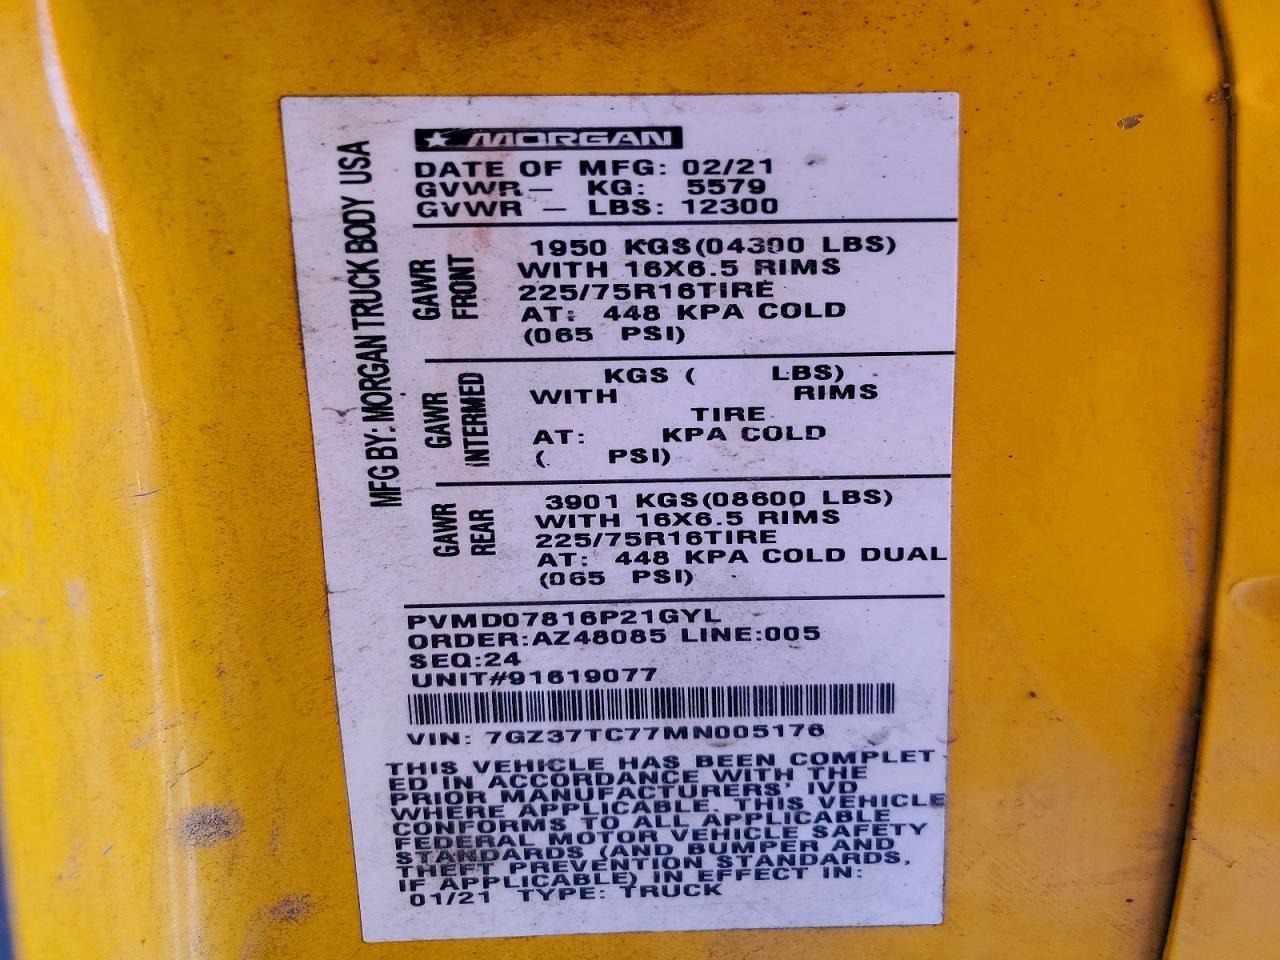 MFG BY: MORGAN TRUCK BODY USA
MORGAN
DATE OF MFG: 02/21
GVWR — KG: 5579
GVWR — LBS: 12300
GAWR FRONT
1950 KGS(04300 LBS)
WITH 16X6.5 RIMS
225/75R16TIRE
AT: 448 KPA COLD
(065 PSI)
GAWR INTERMED
KGS ( LBS)
WITH RIMS
TIRE
AT: KPA COLD
( PSI)
GAWR REAR
3901 KGS(08600 LBS)
WITH 16X6.5 RIMS
225/75R16TIRE
AT: 448 KPA COLD DUAL
(065 PSI)
PVMD07816P21GYL
ORDER:AZ48085 LINE:005
SEQ:24
UNIT#91619077
VIN: 7GZ37TC77MN005176
THIS VEHICLE HAS BEEN COMPLET
ED IN ACCORDANCE WITH THE
PRIOR MANUFACTURERS' IVD
WHERE APPLICABLE. THIS VEHICLE
CONFORMS TO ALL APPLICABLE
FEDERAL MOTOR VEHICLE SAFETY
STANDARDS (AND BUMPER AND
THEFT PREVENTION STANDARDS,
IF APPLICABLE) IN EFFECT IN:
01/21 TYPE: TRUCK